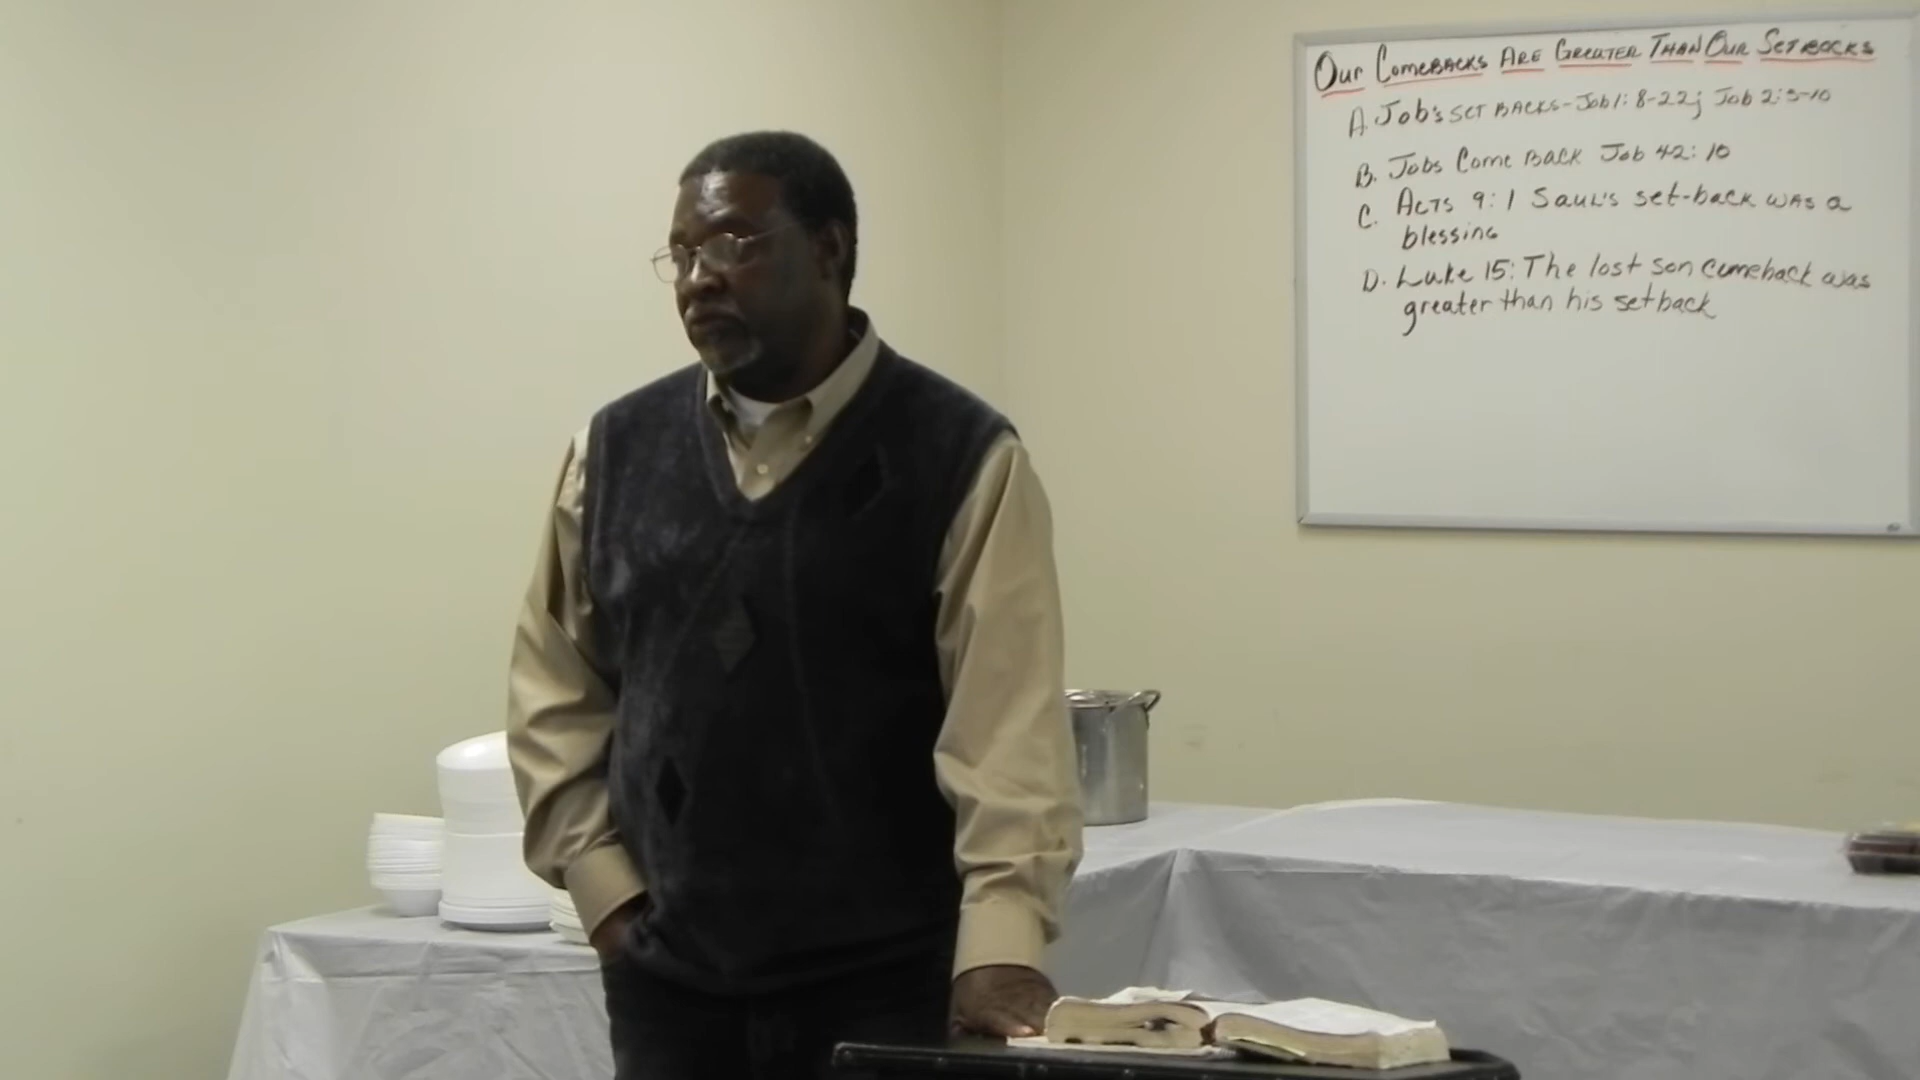 Our Comebacks Are Greater Than Our Setbacks
A. Job's set backs - Job 1: 8-22; Job 2:3-10
B. Jobs Come Back Job 42: 10
C. Acts 9:1 Saul's set-back was a
blessing
D. Luke 15: The lost son comeback was
greater than his setback